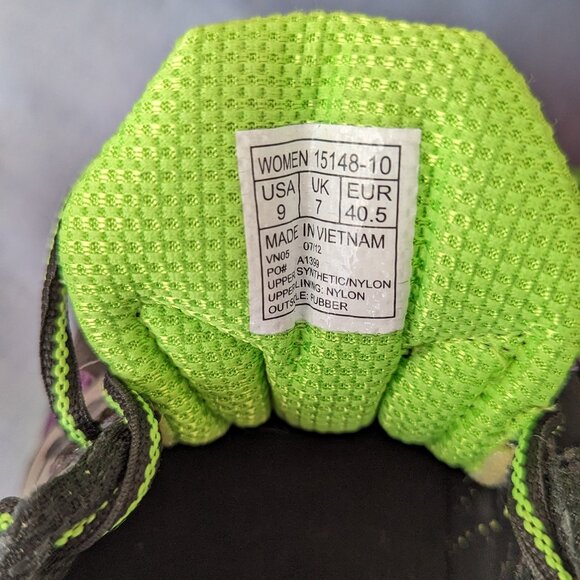 WOMEN 15148-10
USA UK EUR
9 7 40.5
MADE IN VIETNAM
VN05 07/12
PO# A1399
UPPER: SYNTHETIC/NYLON
UPPER LINING: NYLON
OUTSOLE: RUBBER